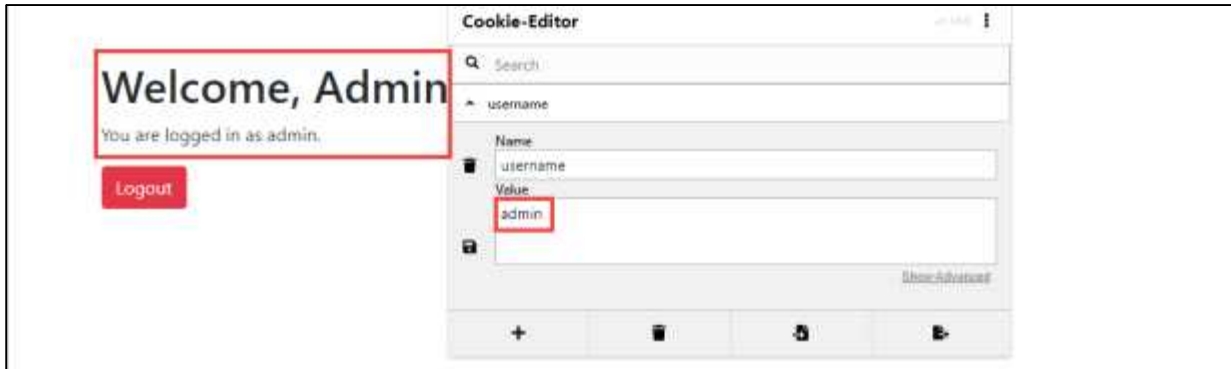 Welcome, Admin
You are logged in as admin.
Logout
Cookie-Editor
Search
username
Name
username
Value
admin
Show Advanced